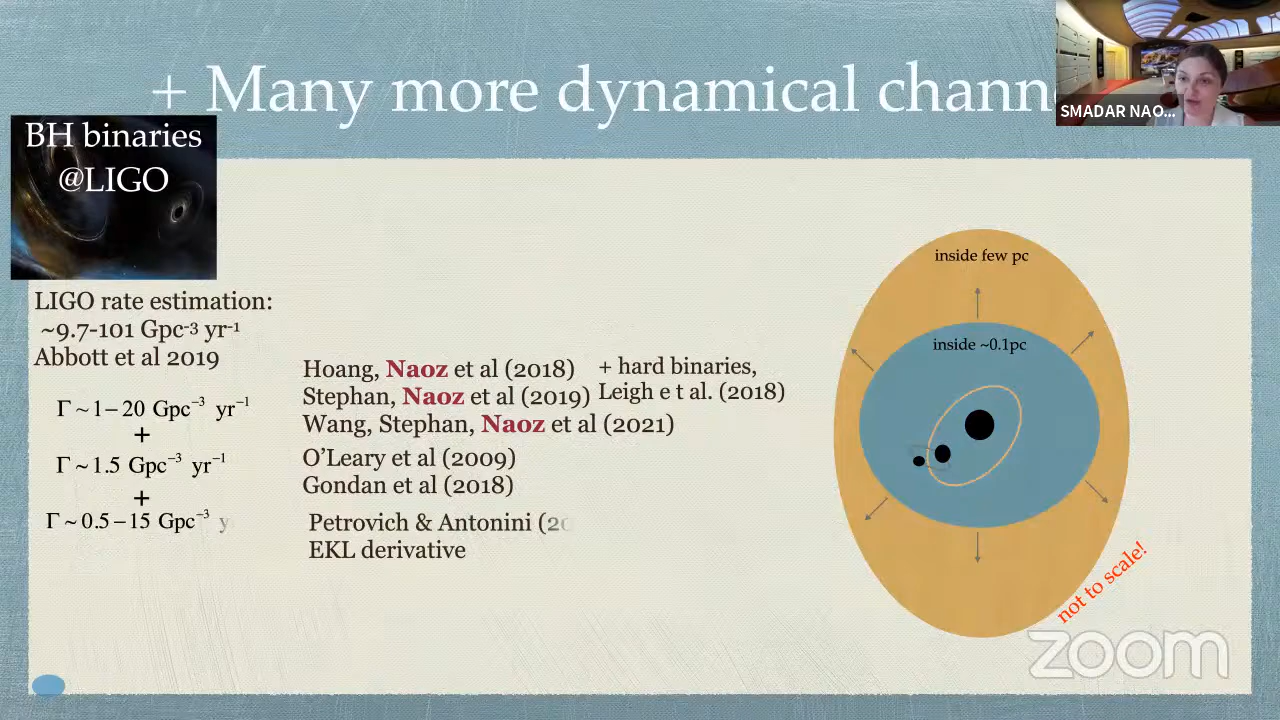 + Many more dynamical
SMADAR NAO...
BH binaries
@LIGO
LIGO rate estimation:
~9.7-101 Gpc⁻³ yr⁻¹
Abbott et al 2019
Γ ~ 1 – 20 Gpc⁻³ yr⁻¹
+
Γ ~ 1.5 Gpc⁻³ yr⁻¹
+
Γ ~ 0.5 – 15 Gpc⁻³ y
Hoang, Naoz et al (2018)
Stephan, Naoz et al (2019)
Wang, Stephan, Naoz et al (2021)
+ hard binaries,
Leigh e t al. (2018)
O'Leary et al (2009)
Gondan et al (2018)
Petrovich & Antonini (
EKL derivative
inside few pc
inside ~0.1pc
not to scale!
zoom